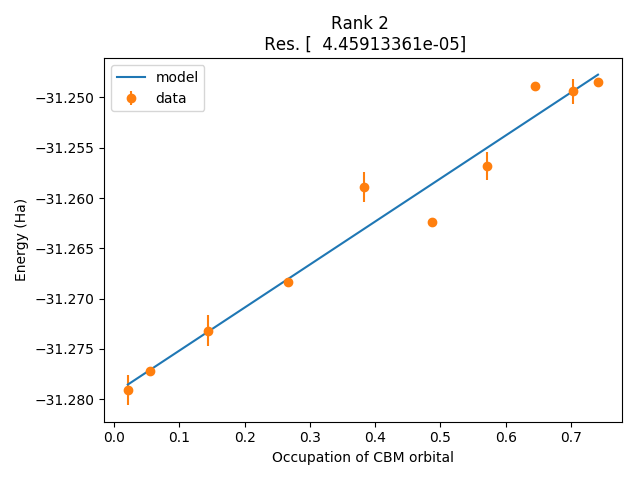 Rank 2
Res. [  4.45913361e-05]
model
data
−31.250
−31.255
−31.260
−31.265
−31.270
−31.275
−31.280
Energy (Ha)
0.0 0.1 0.2 0.3 0.4 0.5 0.6 0.7
Occupation of CBM orbital